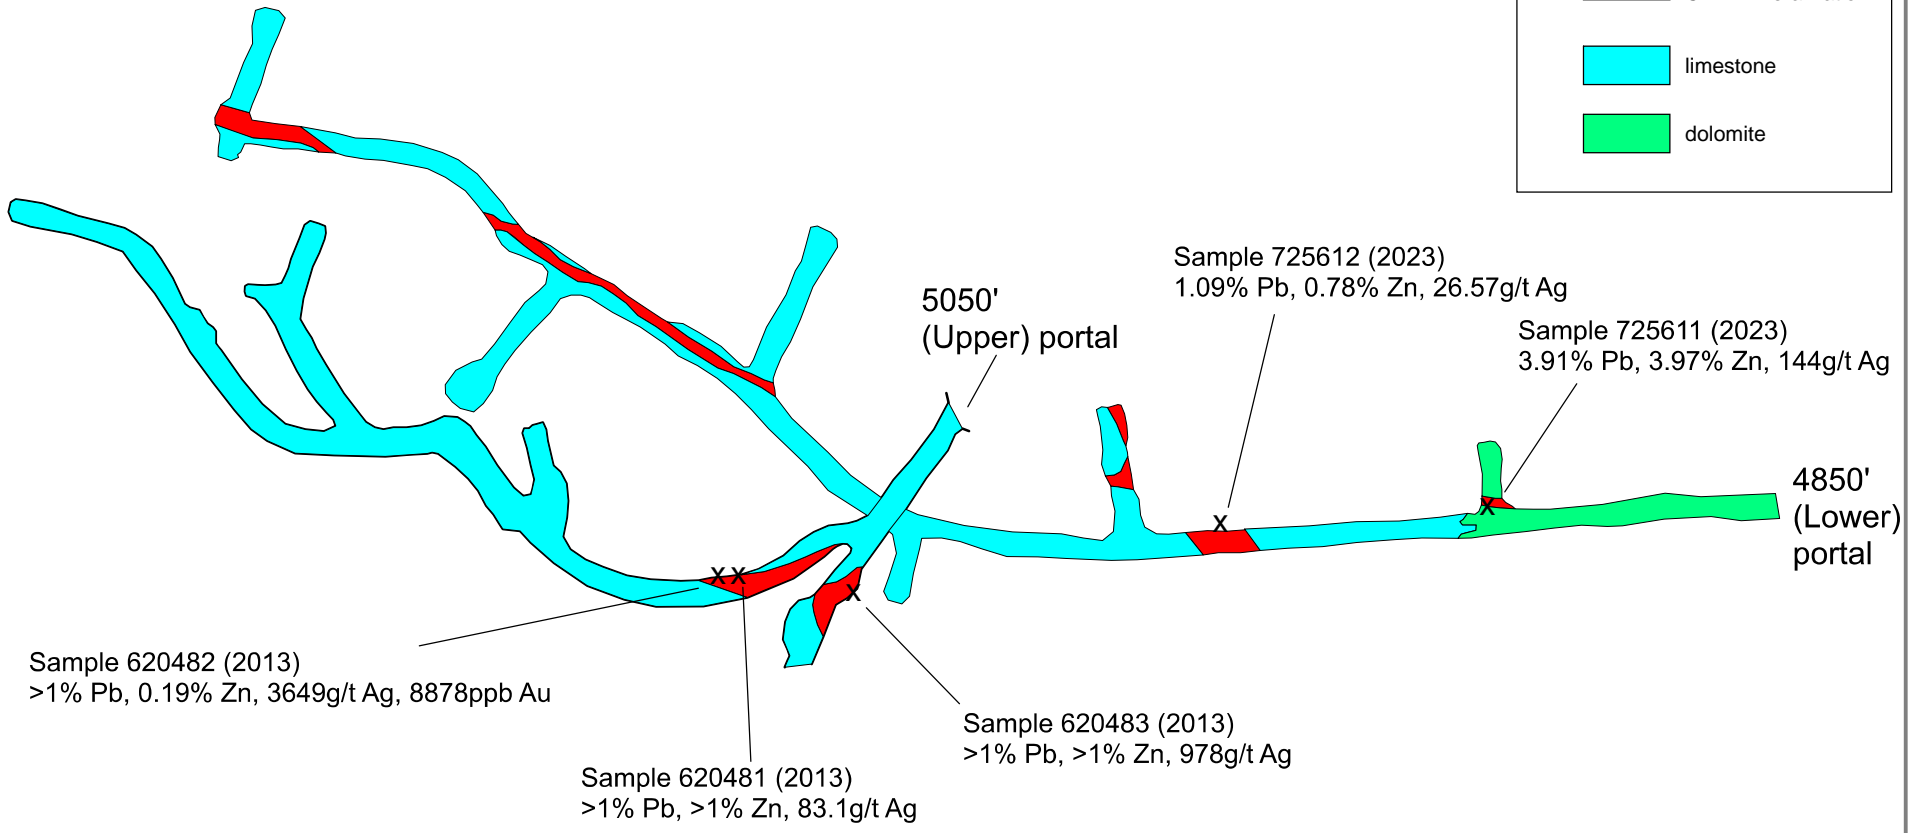 limestone
dolomite
Sample 725612 (2023)
1.09% Pb, 0.78% Zn, 26.57g/t Ag
5050'
(Upper) portal
Sample 725611 (2023)
3.91% Pb, 3.97% Zn, 144g/t Ag
4850'
(Lower)
portal
X
X
X X
X
Sample 620482 (2013)
>1% Pb, 0.19% Zn, 3649g/t Ag, 8878ppb Au
Sample 620483 (2013)
>1% Pb, >1% Zn, 978g/t Ag
Sample 620481 (2013)
>1% Pb, >1% Zn, 83.1g/t Ag